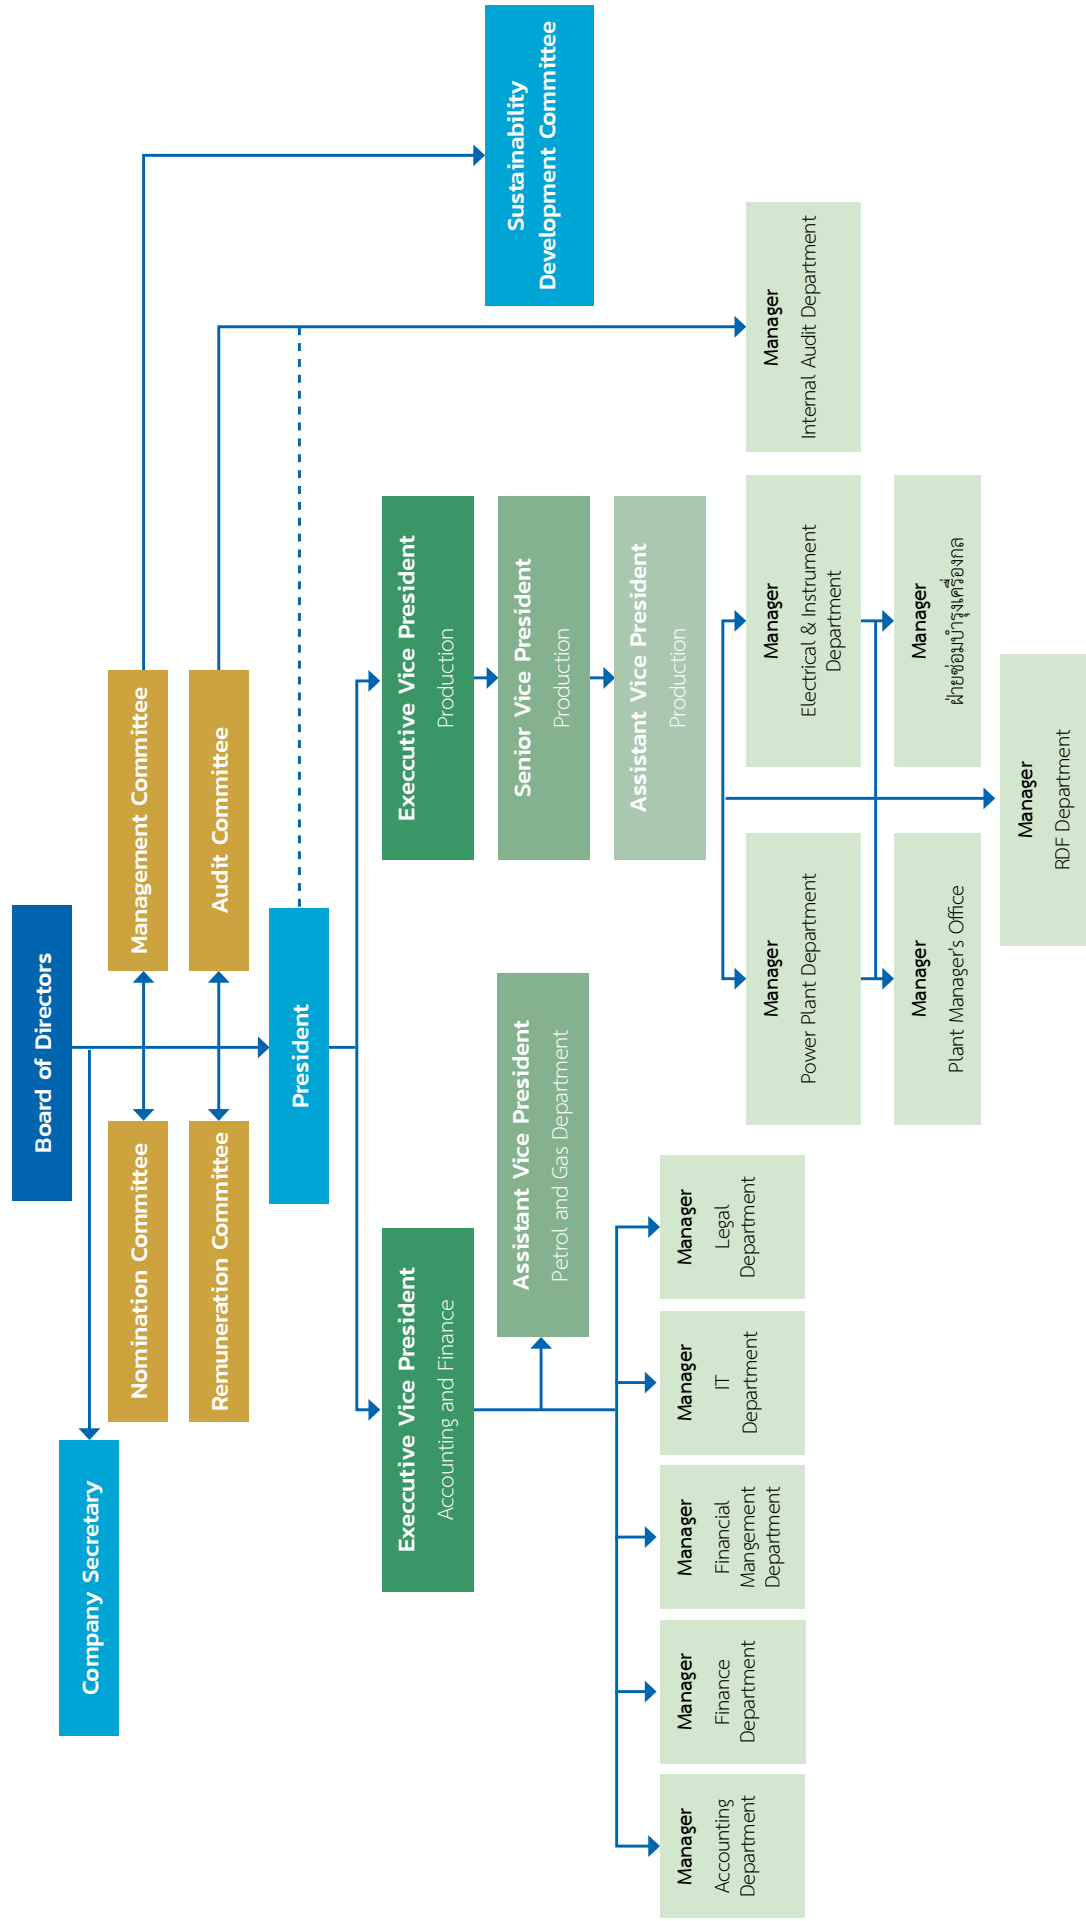 Board of Directors
Company Secretary
Nomination Committee
Management Committee
Remuneration Committee
Audit Committee
President
Sustainability
Development Committee
Execcutive Vice President
Accounting and Finance
Execcutive Vice President
Production
Assistant Vice President
Petrol and Gas Department
Senior Vice President
Production
Assistant Vice President
Production
Manager
Accounting
Department
Manager
Finance
Department
Manager
Financial
Mangement
Department
Manager
IT
Department
Manager
Legal
Department
Manager
Power Plant Department
Manager
Electrical & Instrument
Department
Manager
Internal Audit Department
Manager
Plant Manager's Office
Manager
ฝ่ายซ่อมบำรุงเครื่องกล
Manager
RDF Department